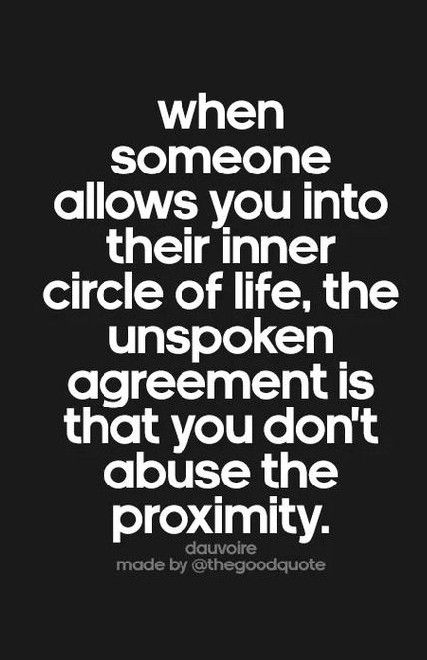 when
someone
allows you into
their inner
circle of life, the
unspoken
agreement is
that you don't
abuse the
proximity.
dauvoire
made by @thegoodquote